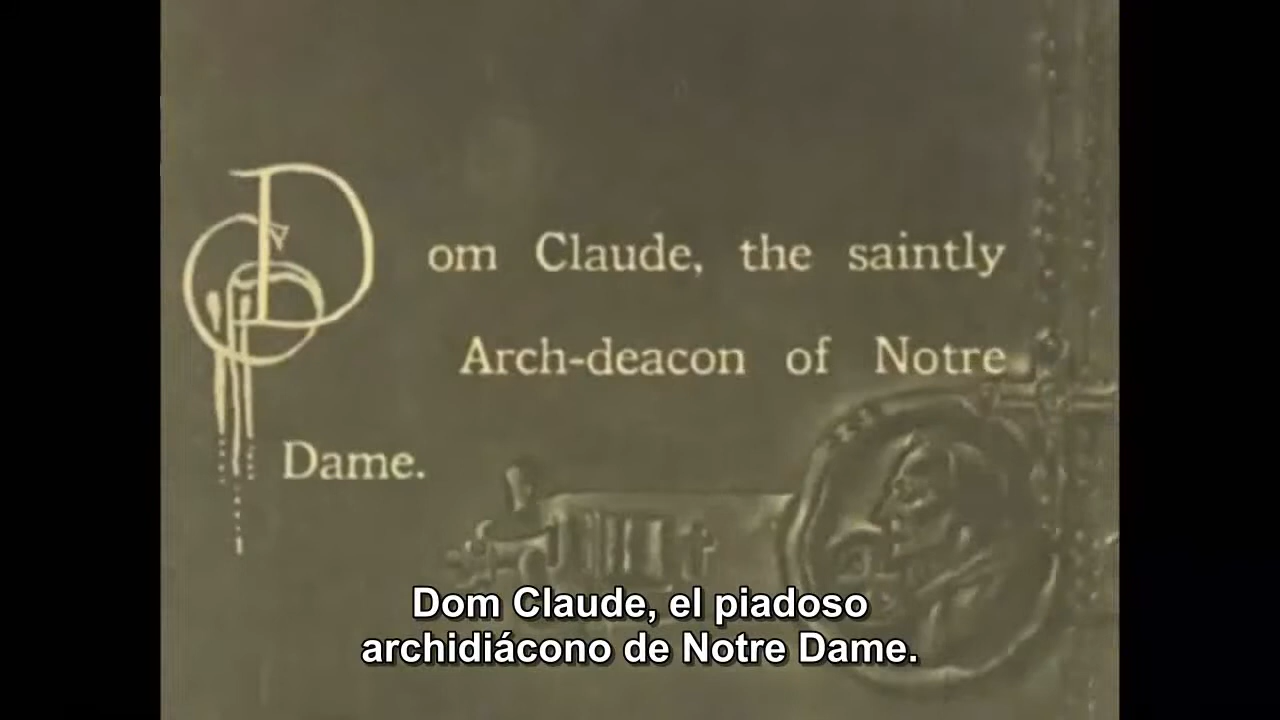 Dom Claude, the saintly
Arch-deacon of Notre
Dame.
Dom Claude, el piadoso
archidiácono de Notre Dame.